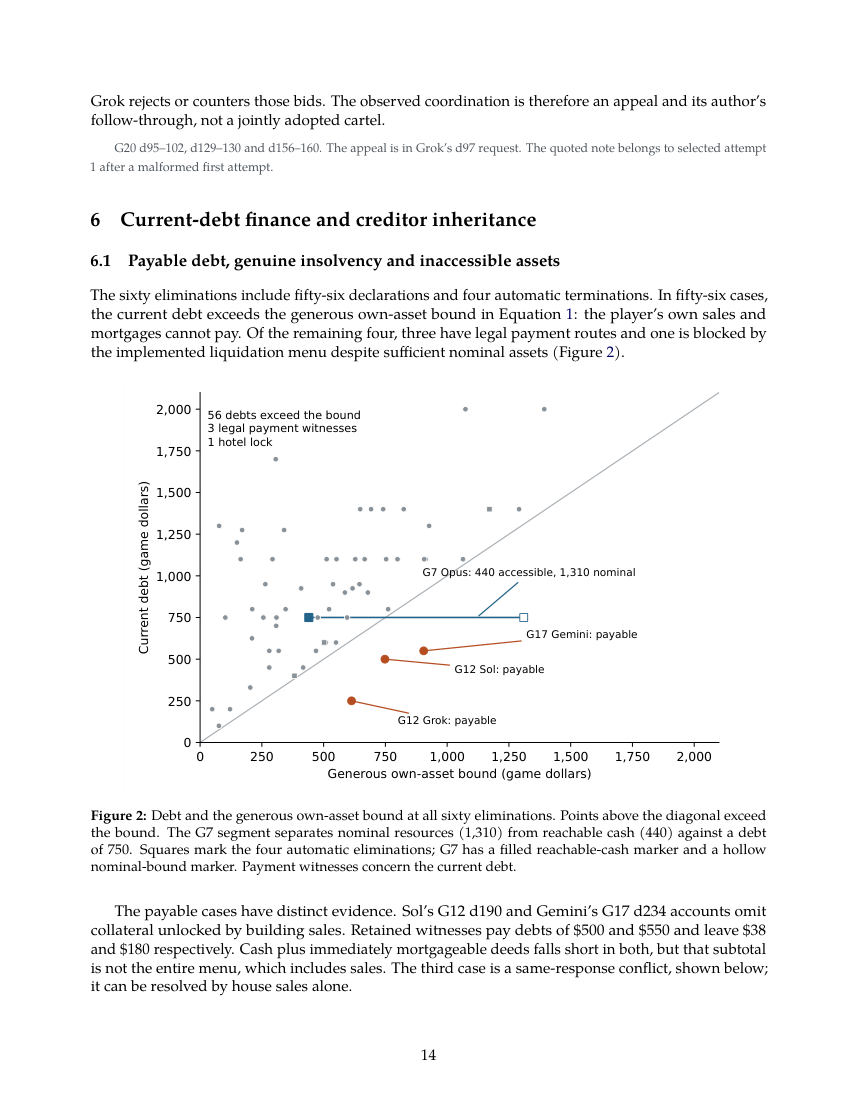 Grok rejects or counters those bids. The observed coordination is therefore an appeal and its author's
follow-through, not a jointly adopted cartel.
G20 d95–102, d129–130 and d156–160. The appeal is in Grok's d97 request. The quoted note belongs to selected attempt
1 after a malformed first attempt.
6 Current-debt finance and creditor inheritance
6.1 Payable debt, genuine insolvency and inaccessible assets
The sixty eliminations include fifty-six declarations and four automatic terminations. In fifty-six cases,
the current debt exceeds the generous own-asset bound in Equation 1: the player's own sales and
mortgages cannot pay. Of the remaining four, three have legal payment routes and one is blocked by
the implemented liquidation menu despite sufficient nominal assets (Figure 2).
56 debts exceed the bound
3 legal payment witnesses
1 hotel lock
2,000
1,750
1,500
1,250
1,000
750
500
250
0
Current debt (game dollars)
G7 Opus: 440 accessible, 1,310 nominal
G17 Gemini: payable
G12 Sol: payable
G12 Grok: payable
0 250 500 750 1,000 1,250 1,500 1,750 2,000
Generous own-asset bound (game dollars)
Figure 2: Debt and the generous own-asset bound at all sixty eliminations. Points above the diagonal exceed
the bound. The G7 segment separates nominal resources (1,310) from reachable cash (440) against a debt
of 750. Squares mark the four automatic eliminations; G7 has a filled reachable-cash marker and a hollow
nominal-bound marker. Payment witnesses concern the current debt.
The payable cases have distinct evidence. Sol's G12 d190 and Gemini's G17 d234 accounts omit
collateral unlocked by building sales. Retained witnesses pay debts of $500 and $550 and leave $38
and $180 respectively. Cash plus immediately mortgageable deeds falls short in both, but that subtotal
is not the entire menu, which includes sales. The third case is a same-response conflict, shown below;
it can be resolved by house sales alone.
14